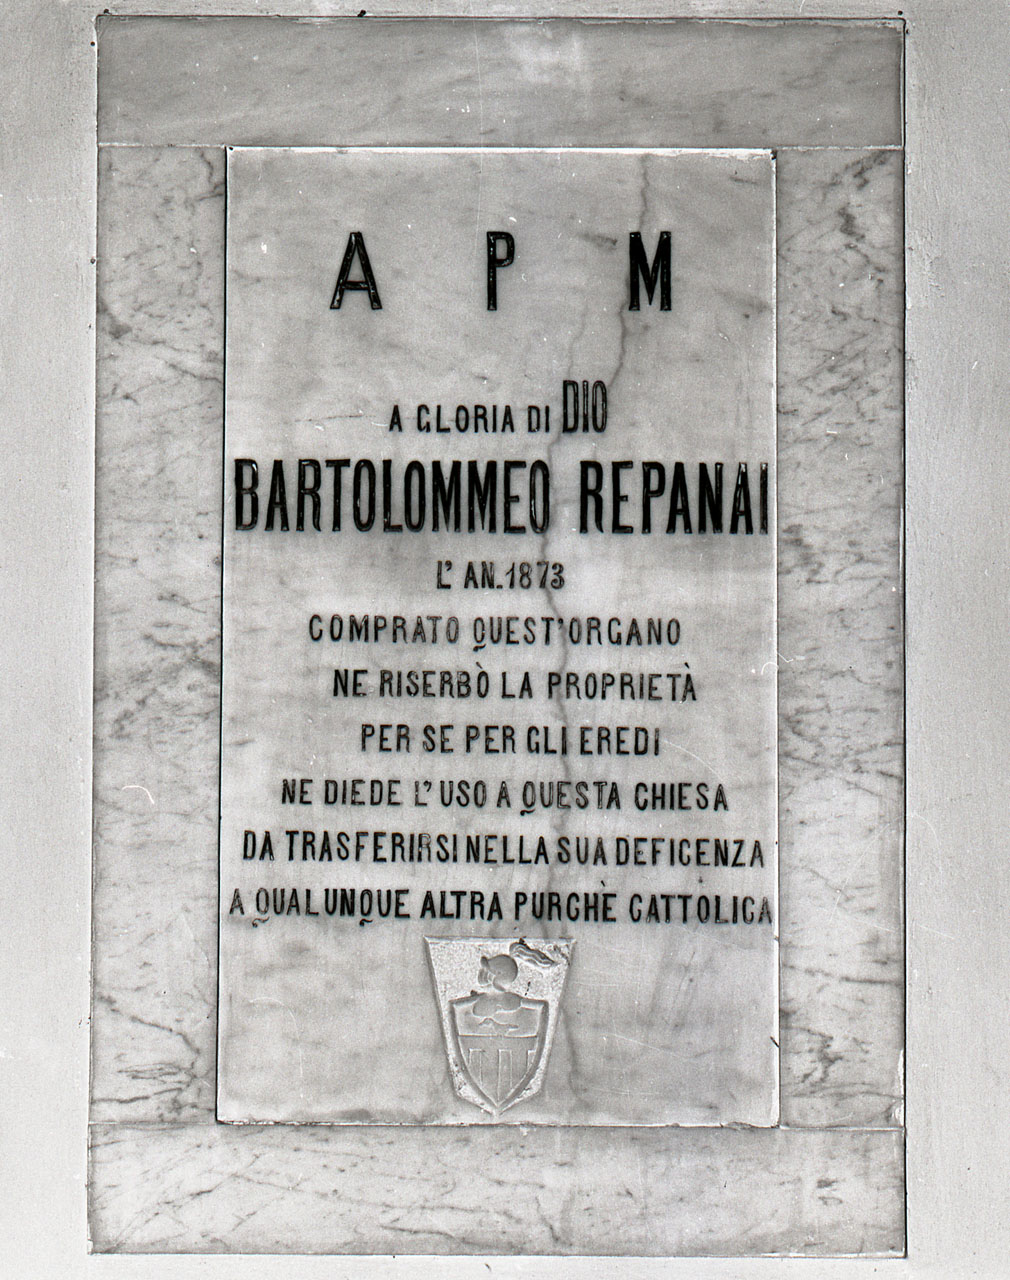 A P M
A GLORIA DI DIO
BARTOLOMMEO REPANAI
L' AN. 1873
COMPRATO QUEST'ORGANO
NE RISERBÒ LA PROPRIETÀ
PER SE PER GLI EREDI
NE DIEDE L'USO A QUESTA CHIESA
DA TRASFERIRSI NELLA SUA DEFICENZA
A QUALUNQUE ALTRA PURCHÈ CATTOLICA